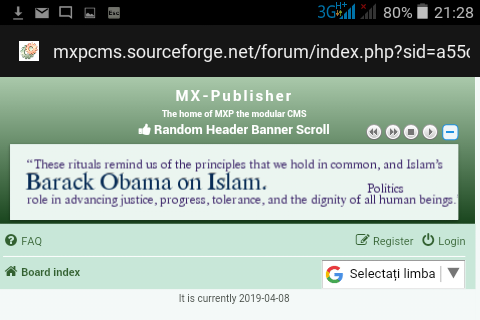 Esc 3G H+ 80% 21:28
mxpcms.sourceforge.net/forum/index.php?sid=a55c
MX-Publisher
The home of MXP the modular CMS
Random Header Banner Scroll
“These rituals remind us of the principles that we hold in common, and Islam’s
Barack Obama on Islam.
Politics
role in advancing justice, progress, tolerance, and the dignity of all human beings.”
FAQ Register Login
Board index
G Selectați limba
It is currently 2019-04-08